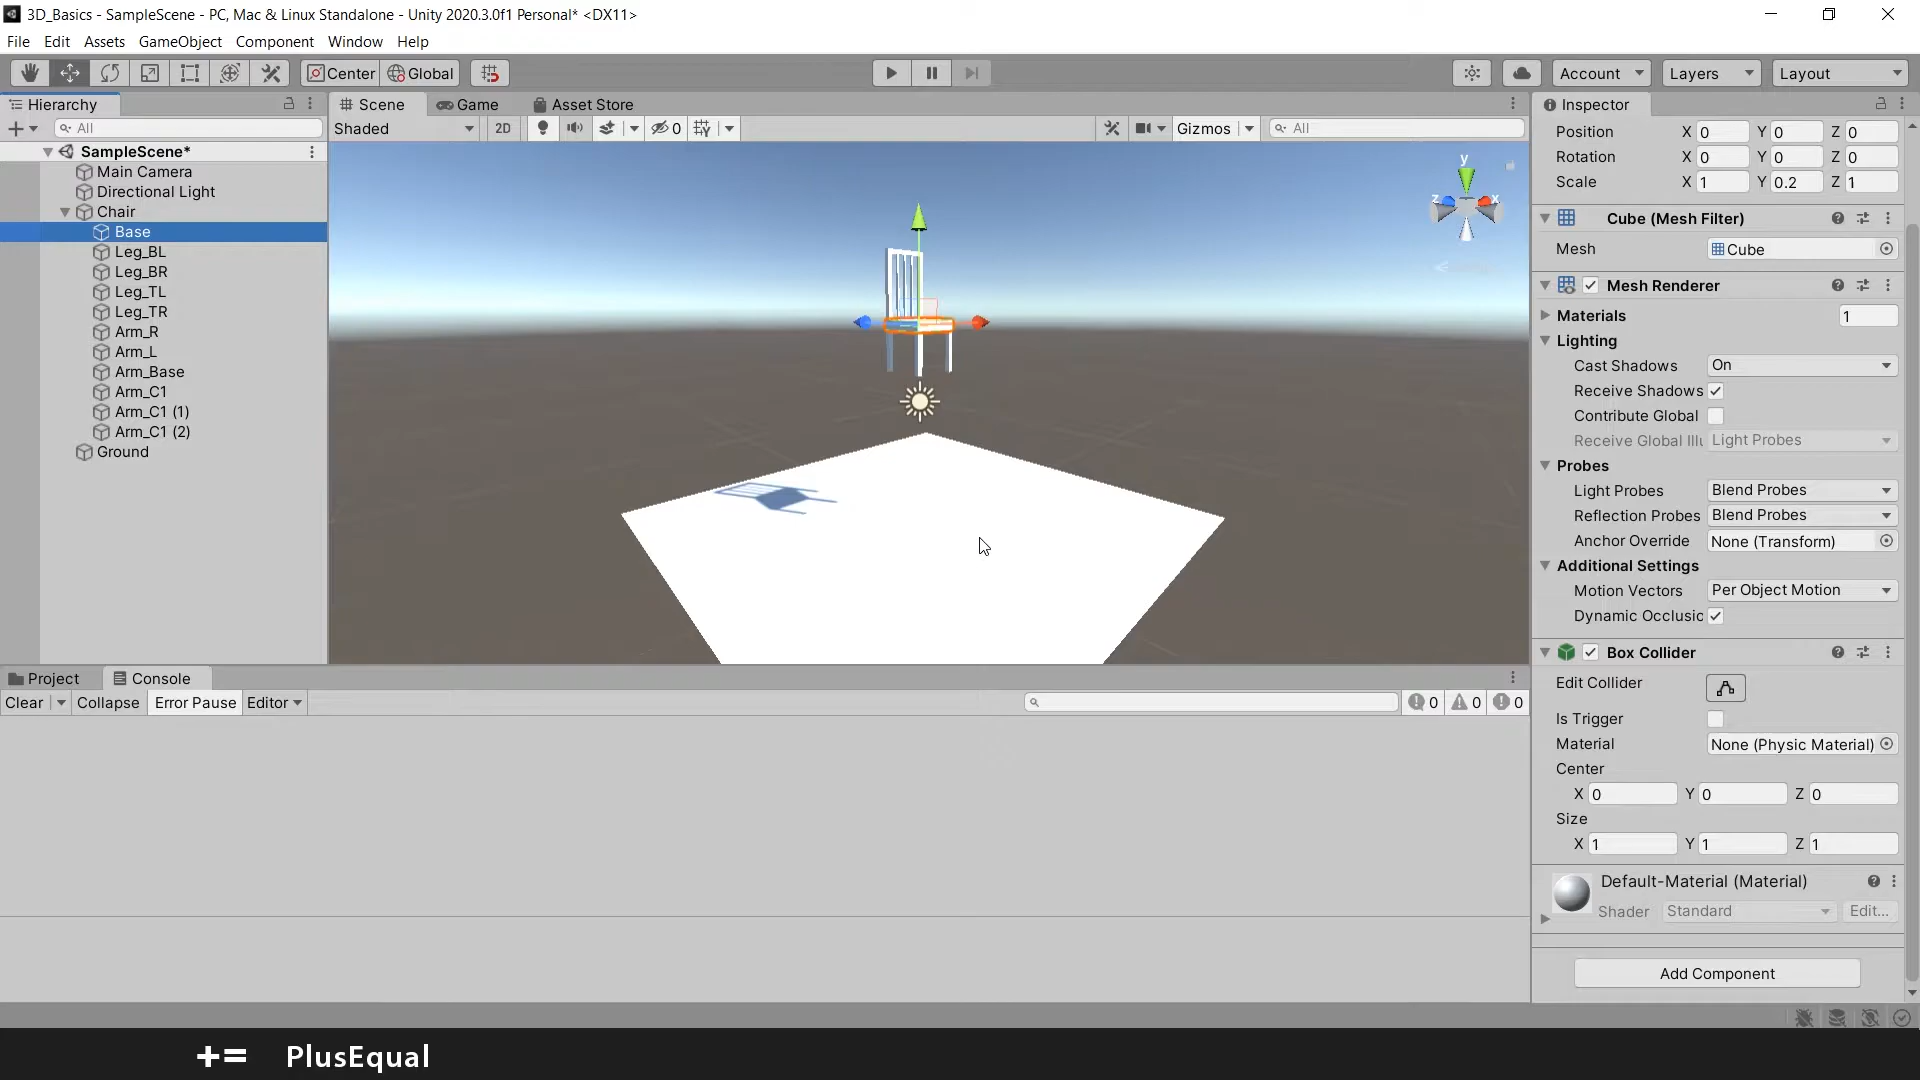 3D_Basics - SampleScene - PC, Mac & Linux Standalone - Unity 2020.3.0f1 Personal* <DX11>
File Edit Assets GameObject Component Window Help
Center Global Account Layers Layout
Hierarchy
All
SampleScene*
Main Camera
Directional Light
Chair
Base
Leg_BL
Leg_BR
Leg_TL
Leg_TR
Arm_R
Arm_L
Arm_Base
Arm_C1
Arm_C1 (1)
Arm_C1 (2)
Ground
Scene Game Asset Store
Shaded 2D 0 Gizmos All
y
z x
Project Console
Clear Collapse Error Pause Editor 0 0 0
Inspector
Position X 0 Y 0 Z 0
Rotation X 0 Y 0 Z 0
Scale X 1 Y 0.2 Z 1
Cube (Mesh Filter)
Mesh Cube
Mesh Renderer
Materials 1
Lighting
Cast Shadows On
Receive Shadows
Contribute Global
Receive Global Illu Light Probes
Probes
Light Probes Blend Probes
Reflection Probes Blend Probes
Anchor Override None (Transform)
Additional Settings
Motion Vectors Per Object Motion
Dynamic Occlusic
Box Collider
Edit Collider
Is Trigger
Material None (Physic Material)
Center
X 0 Y 0 Z 0
Size
X 1 Y 1 Z 1
Default-Material (Material)
Shader Standard Edit...
Add Component
+= PlusEqual